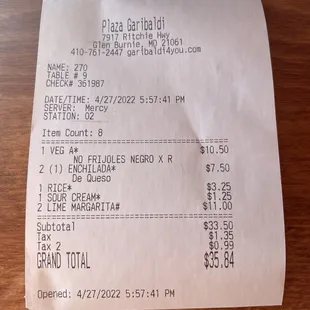 Plaza Garibaldi
7917 Ritchie Hwy
Glen Burnie, MD 21061
410-761-2447 garibaldi4you.com
NAME: 270
TABLE # 9
CHECK# 361987
DATE/TIME: 4/27/2022 5:57:41 PM
SERVER: Mercy
STATION: 02
Item Count: 8
1 VEG A* $10.50
NO FRIJOLES NEGRO X R
2 (1) ENCHILADA* $7.50
De Queso
1 RICE* $3.25
1 SOUR CREAM* $1.25
2 LIME MARGARITA# $11.00
Subtotal $33.50
Tax $1.35
Tax 2 $0.99
GRAND TOTAL $35.84
Opened: 4/27/2022 5:57:41 PM